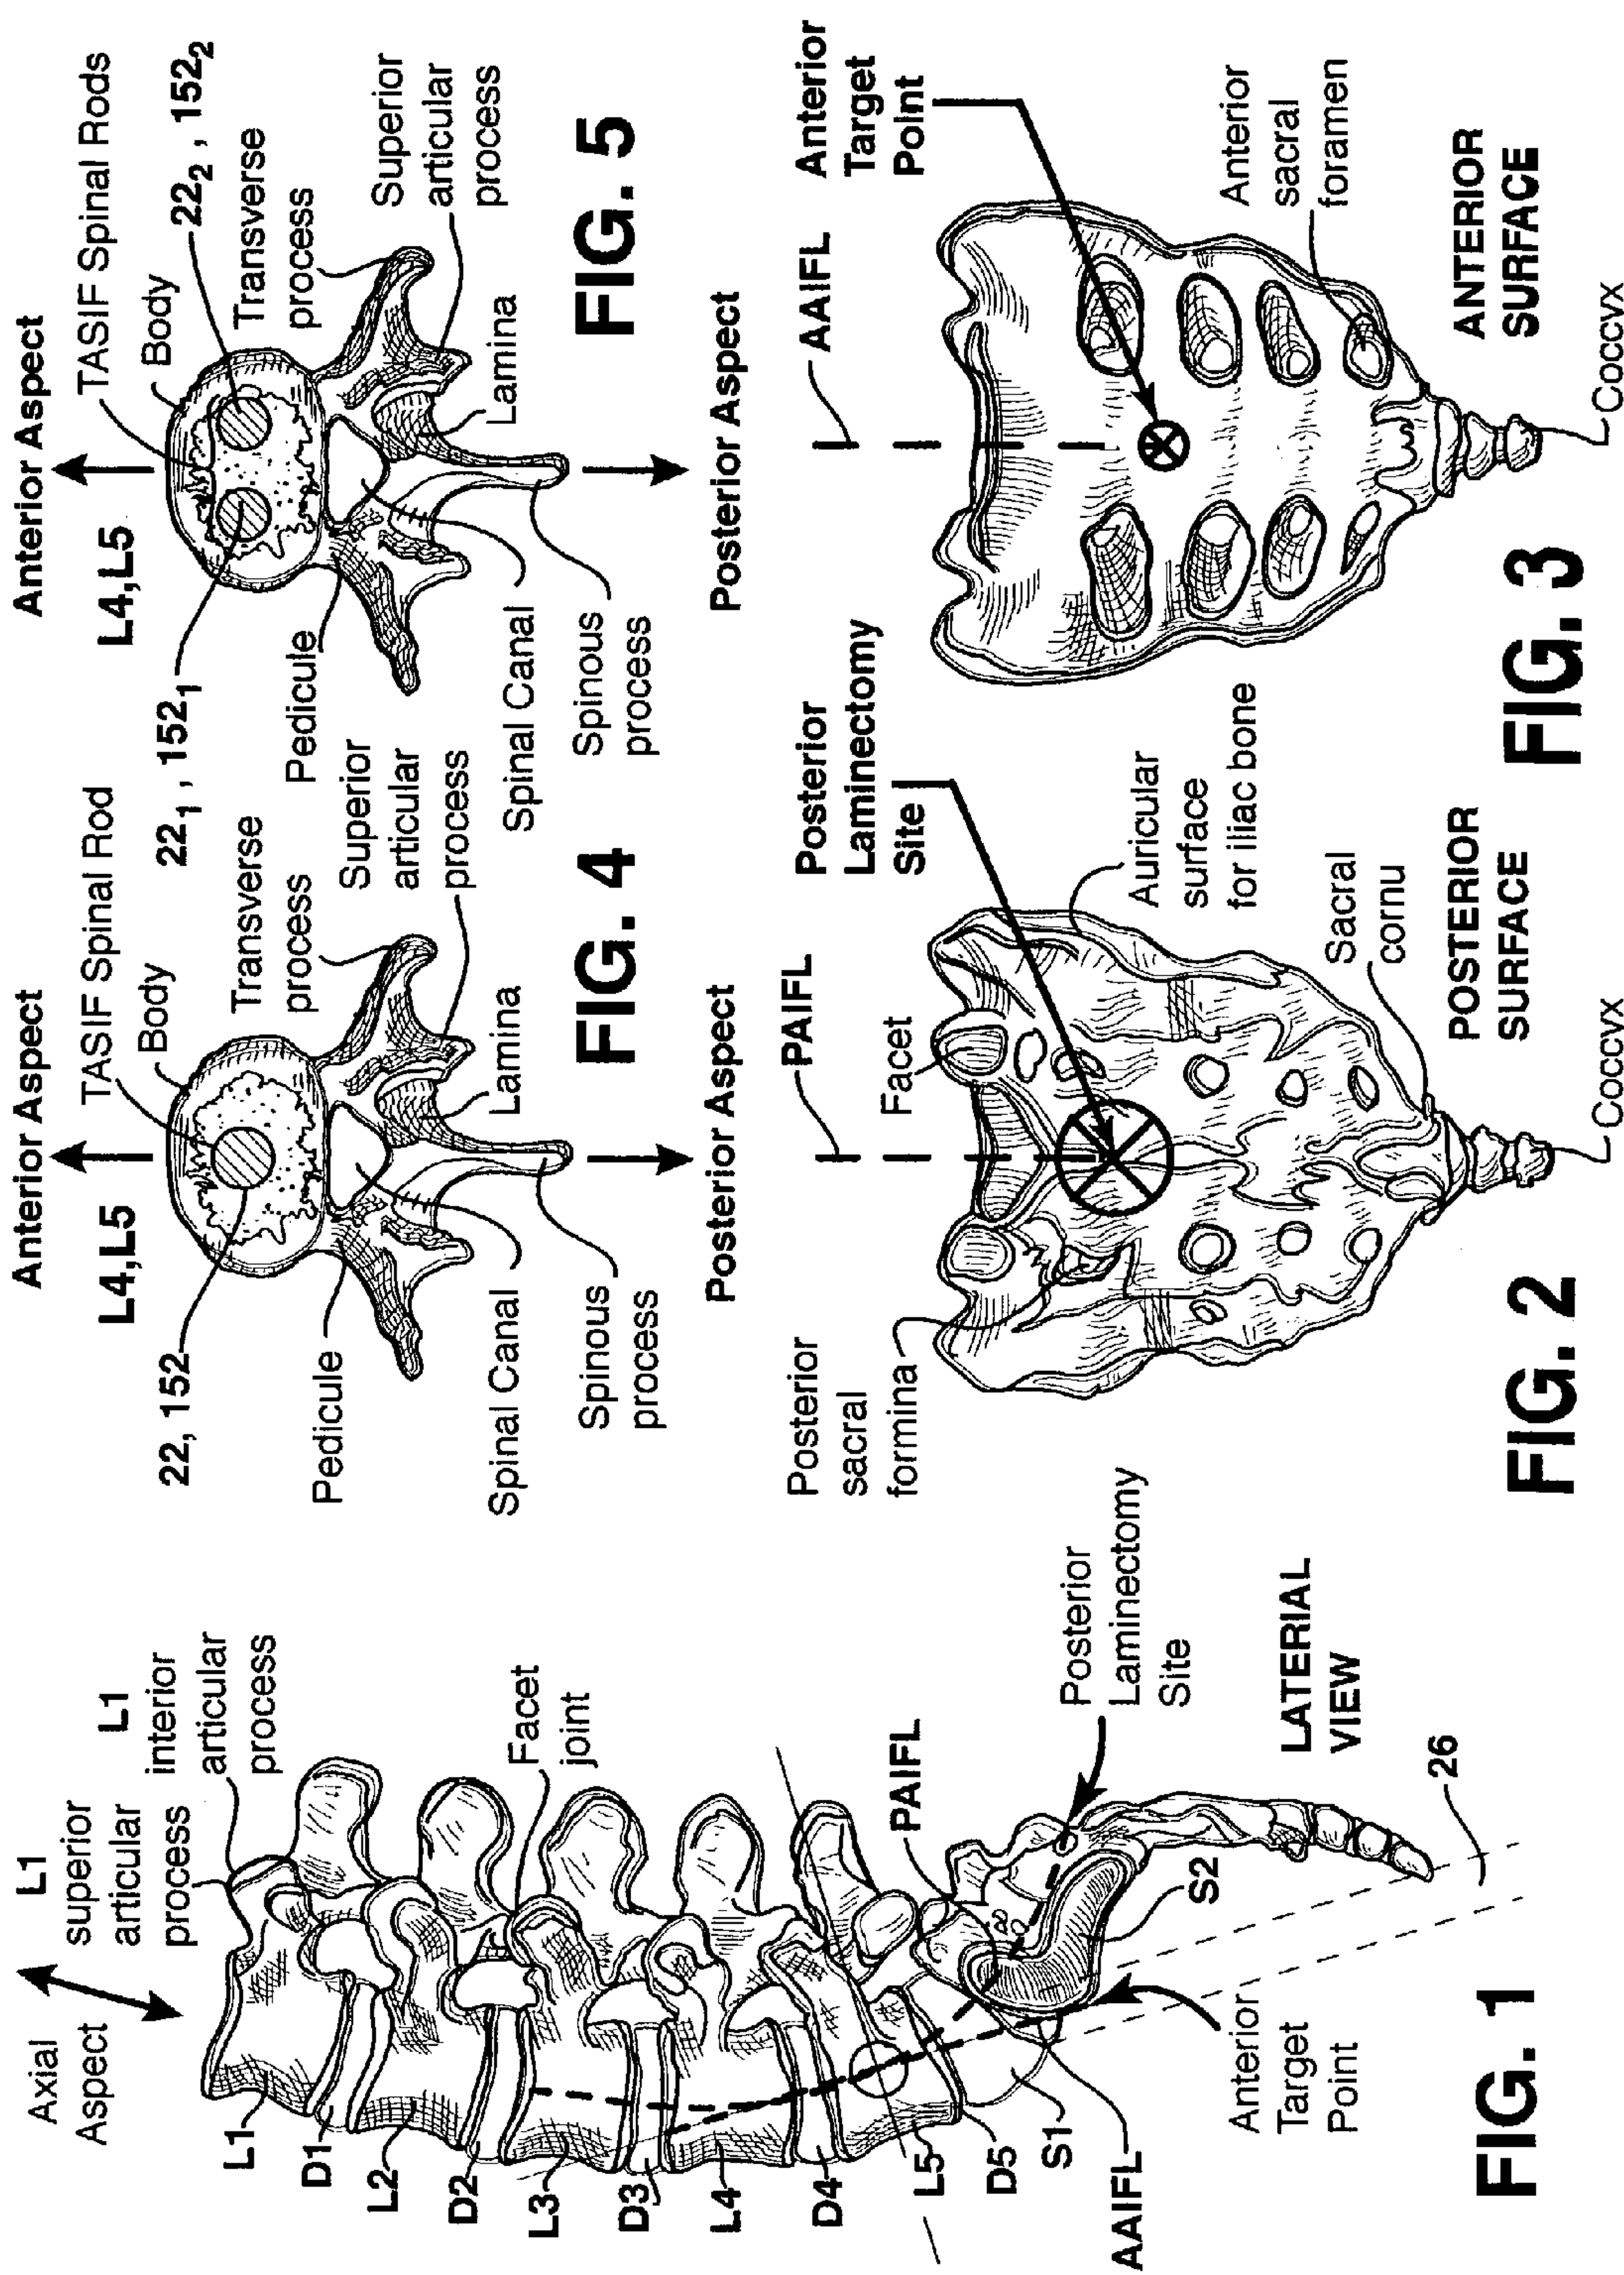 Axial
Aspect
L1
superior
articular
process
L1
interior
articular
process
Facet
joint
L1
D1
L2
D2
L3
D3
L4
D4
L5
D5
S1
AAIFL
PAIFL
Posterior
Laminectomy
Site
S2
Anterior
Target
Point
LATERIAL
VIEW
26
FIG. 1
Posterior
sacral
formina
PAIFL
Facet
Posterior
Laminectomy
Site
Auricular
surface
for iliac bone
Sacral
cornu
POSTERIOR
SURFACE
Coccyx
FIG. 2
AAIFL
Anterior
Target
Point
Anterior
sacral
foramen
ANTERIOR
SURFACE
Coccyx
FIG. 3
Anterior Aspect
L4,L5
TASIF Spinal Rod
Body
22, 152
Transverse
process
Superior
articular
process
Pedicule
Lamina
Spinal Canal
Spinous
process
Posterior Aspect
FIG. 4
Anterior Aspect
L4,L5
TASIF Spinal Rods
Body
22₁ , 152₁
22₂ , 152₂
Transverse
process
Superior
articular
process
Pedicule
Lamina
Spinal Canal
Spinous
process
Posterior Aspect
FIG. 5